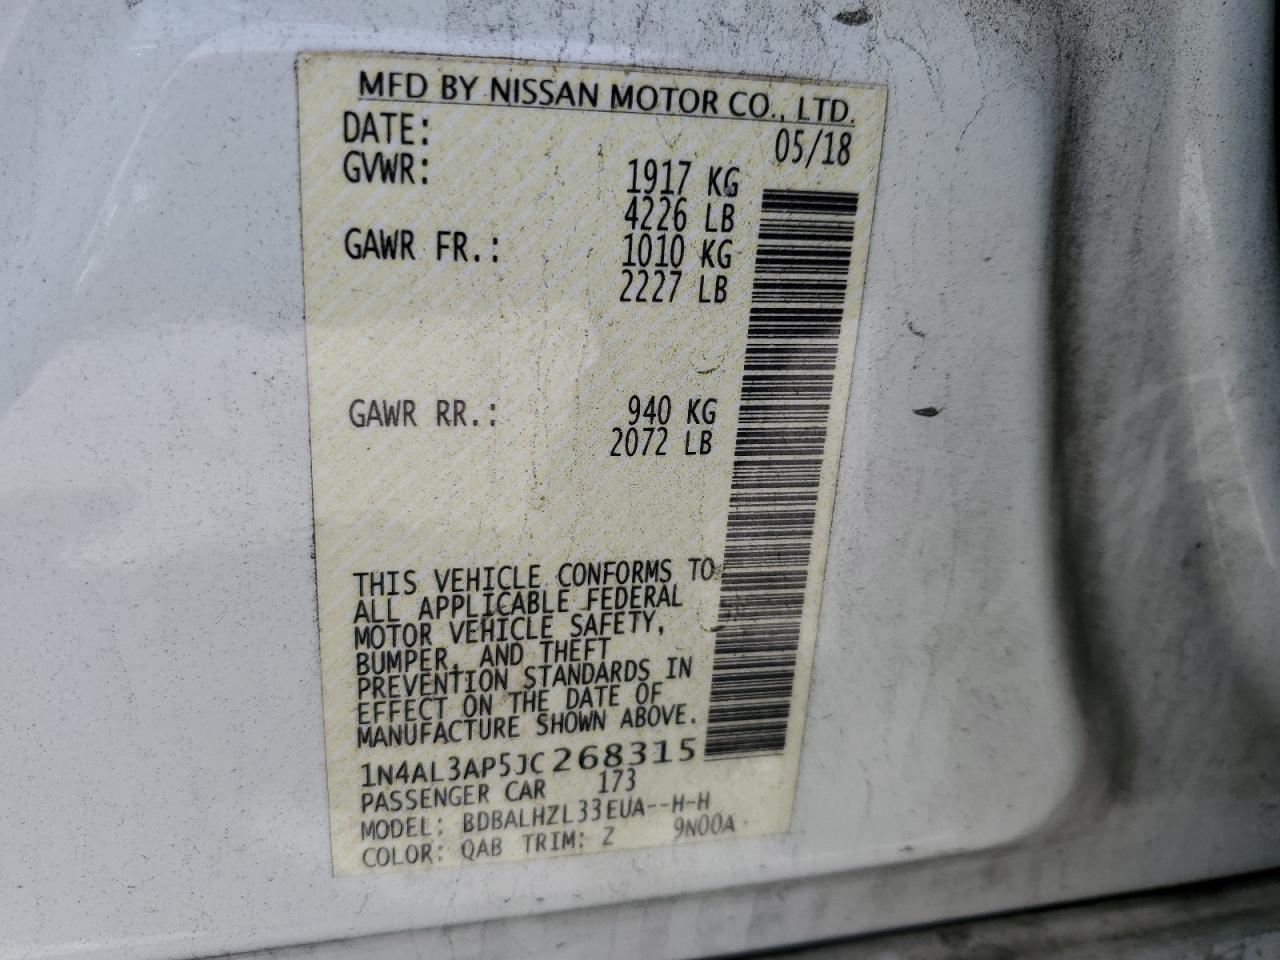 MFD BY NISSAN MOTOR CO., LTD.
DATE: 05/18
GVWR: 1917 KG
4226 LB
GAWR FR.: 1010 KG
2227 LB
GAWR RR.: 940 KG
2072 LB
THIS VEHICLE CONFORMS TO
ALL APPLICABLE FEDERAL
MOTOR VEHICLE SAFETY,
BUMPER, AND THEFT
PREVENTION STANDARDS IN
EFFECT ON THE DATE OF
MANUFACTURE SHOWN ABOVE.
1N4AL3AP5JC268315
PASSENGER CAR 173
MODEL: BDBALHZL33EUA--H-H
COLOR: QAB TRIM: Z 9N00A